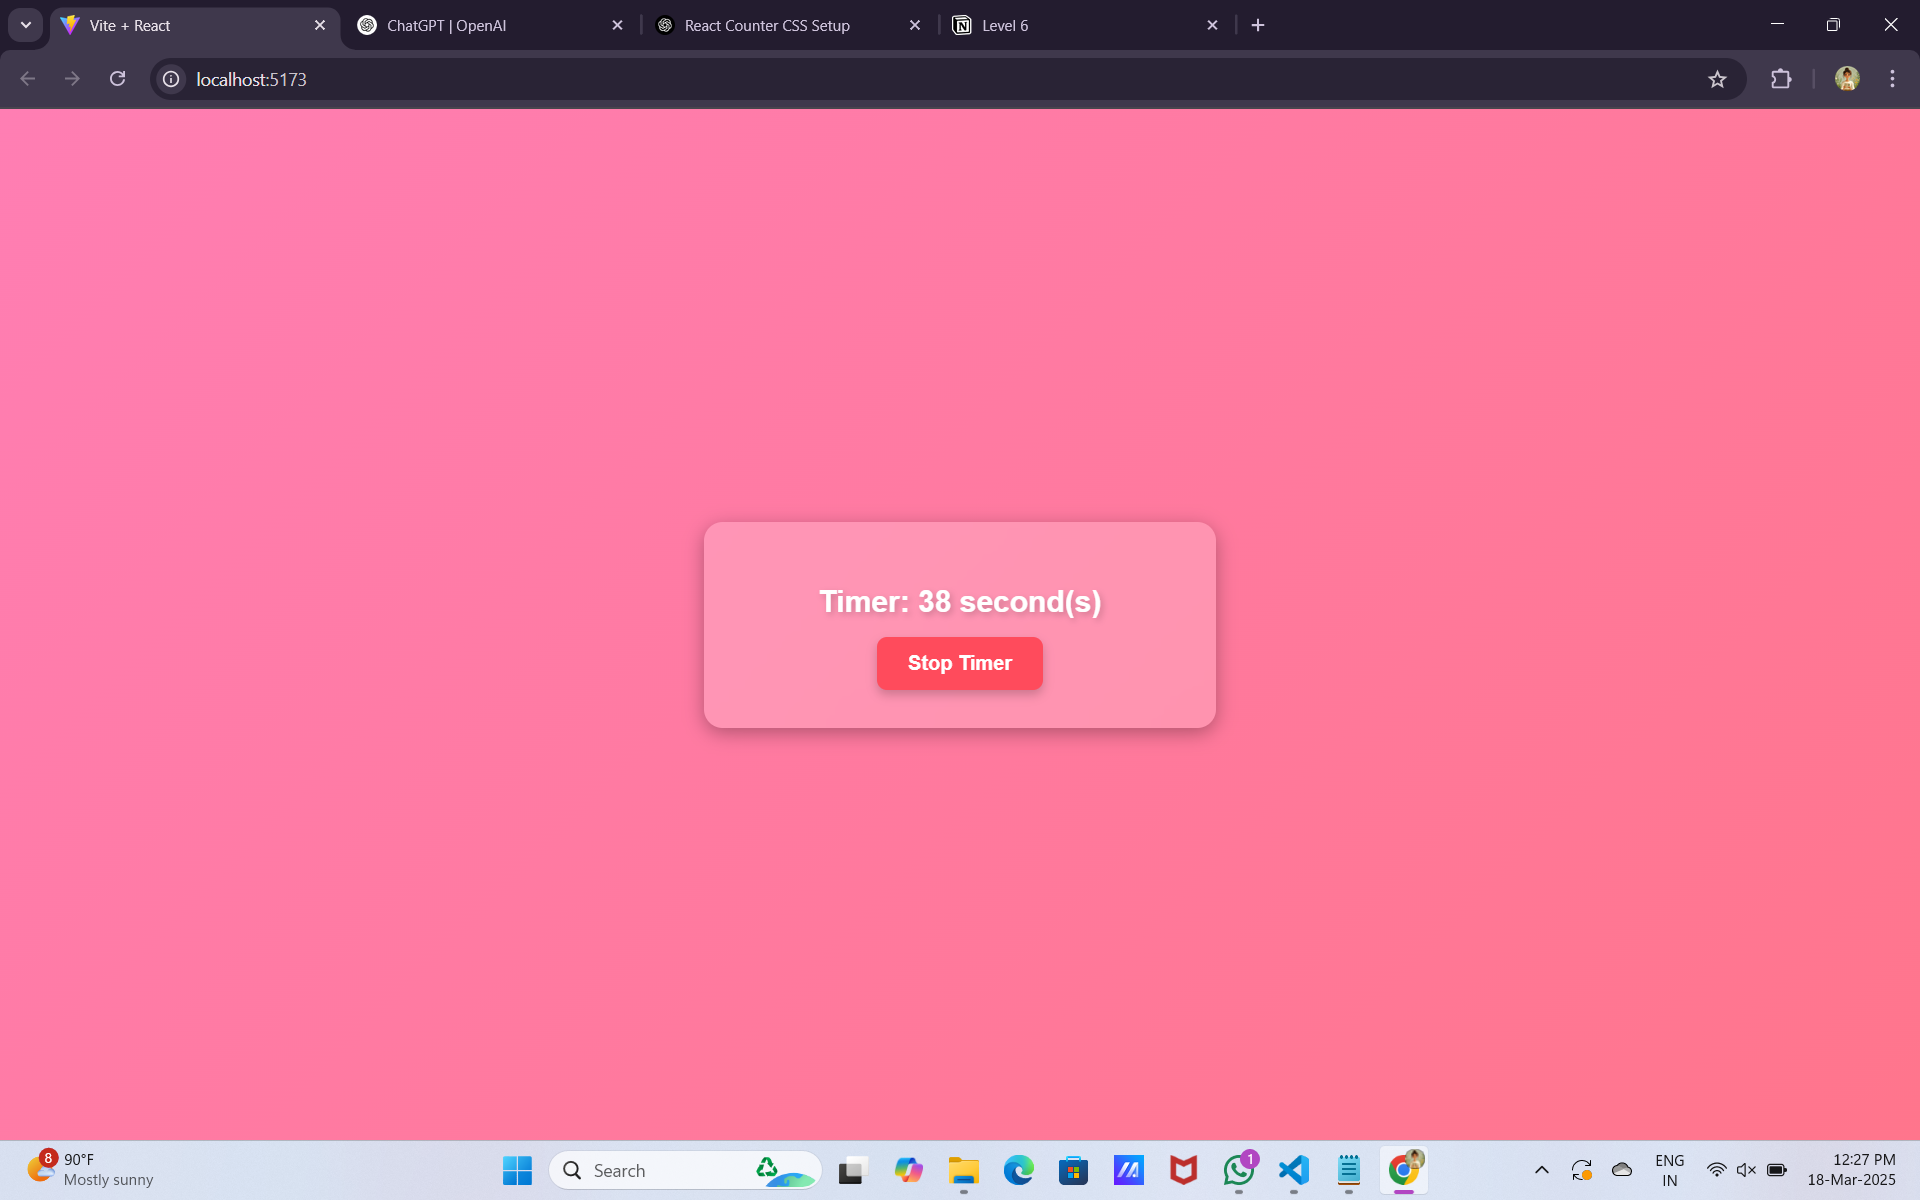 Vite + React
ChatGPT | OpenAI
React Counter CSS Setup
Level 6
localhost:5173
Timer: 38 second(s)
Stop Timer
8
90°F
Mostly sunny
Search
1
ENG
IN
12:27 PM
18-Mar-2025